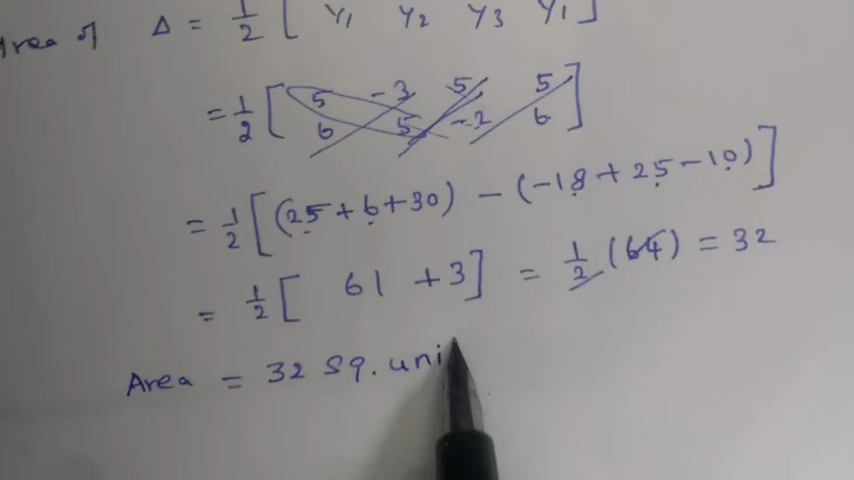 Area of Δ = 1/2 [ Y1 Y2 Y3 Y1 ]
= 1/2 [ 5 -3 5 5
6 5 -2 6 ]
= 1/2 [(25+6+30) - (-18+25-10)]
= 1/2 [ 61 +3] = 1/2 (64) = 32
Area = 32 sq. uni